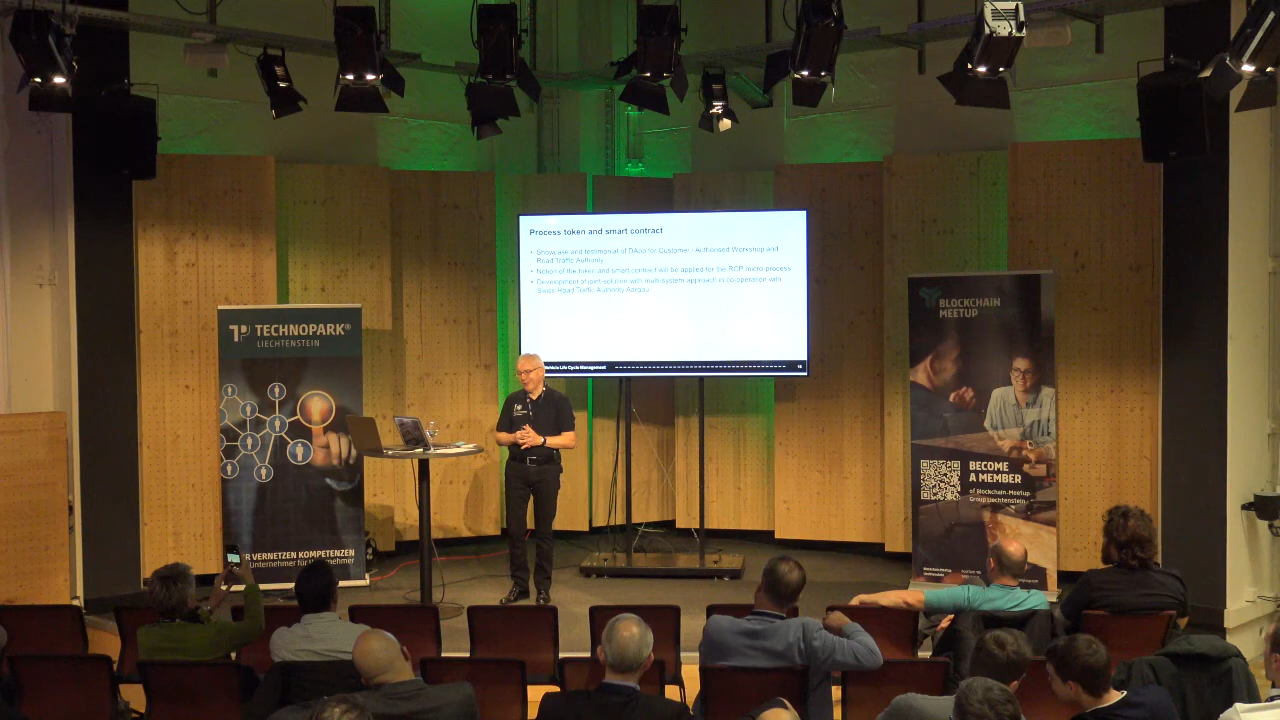 Process token and smart contract
• Showcase and testimonial of DApp for Customer / Authorised Workshop and
Road Traffic Authority
• Notion of the token and smart contract will be applied for the RCP micro-process
• Development of joint-solution with multi-system approach in co-operation with
Swiss Road Traffic Authority Aargau
Vehicle Life Cycle Management
TECHNOPARK®
LIECHTENSTEIN
R VERNETZEN KOMPETENZEN
Unternehmer für Unternehmer
BLOCKCHAIN
MEETUP
BECOME
A MEMBER
of Blockchain-Meetup
Group Liechtenstein